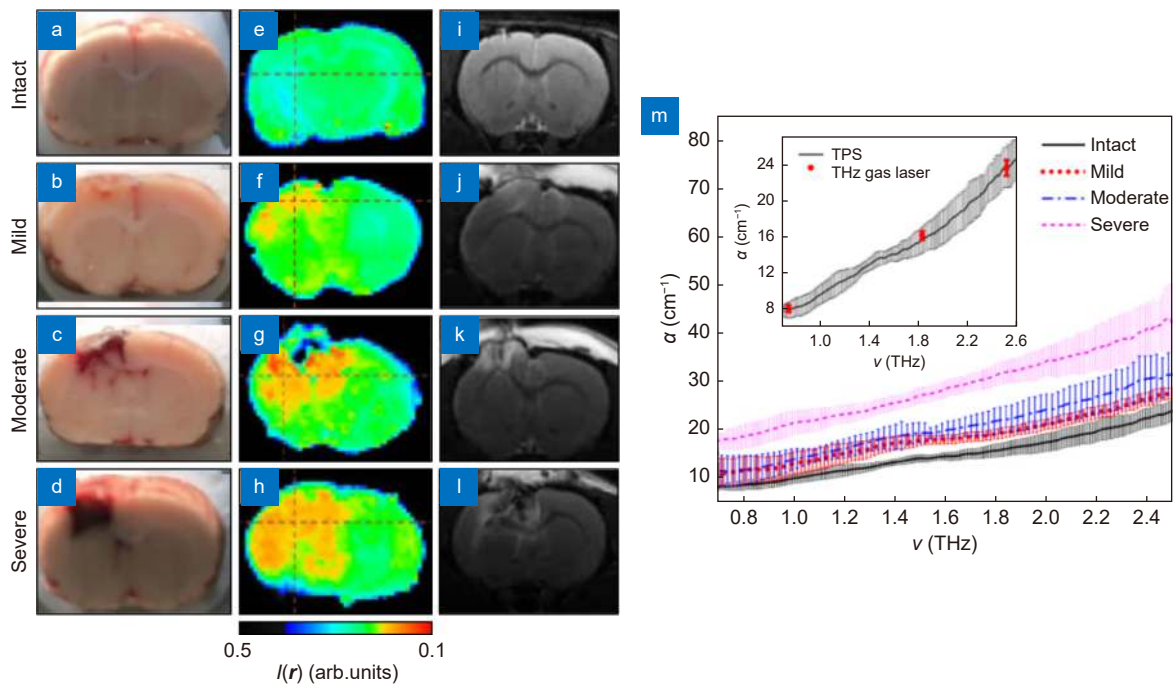 a
e
i
Intact
b
f
j
Mild
c
g
k
Moderate
d
h
l
Severe
0.5
0.1
I(r) (arb.units)
m
85
80
70
60
50
40
30
20
10
α (cm⁻¹)
0.8
1.0
1.2
1.4
1.6
1.8
2.0
2.2
2.4
ν (THz)
Intact
Mild
Moderate
Severe
TPS
THz gas laser
24
20
16
12
8
α (cm⁻¹)
1.0
1.4
1.8
2.2
2.6
ν (THz)